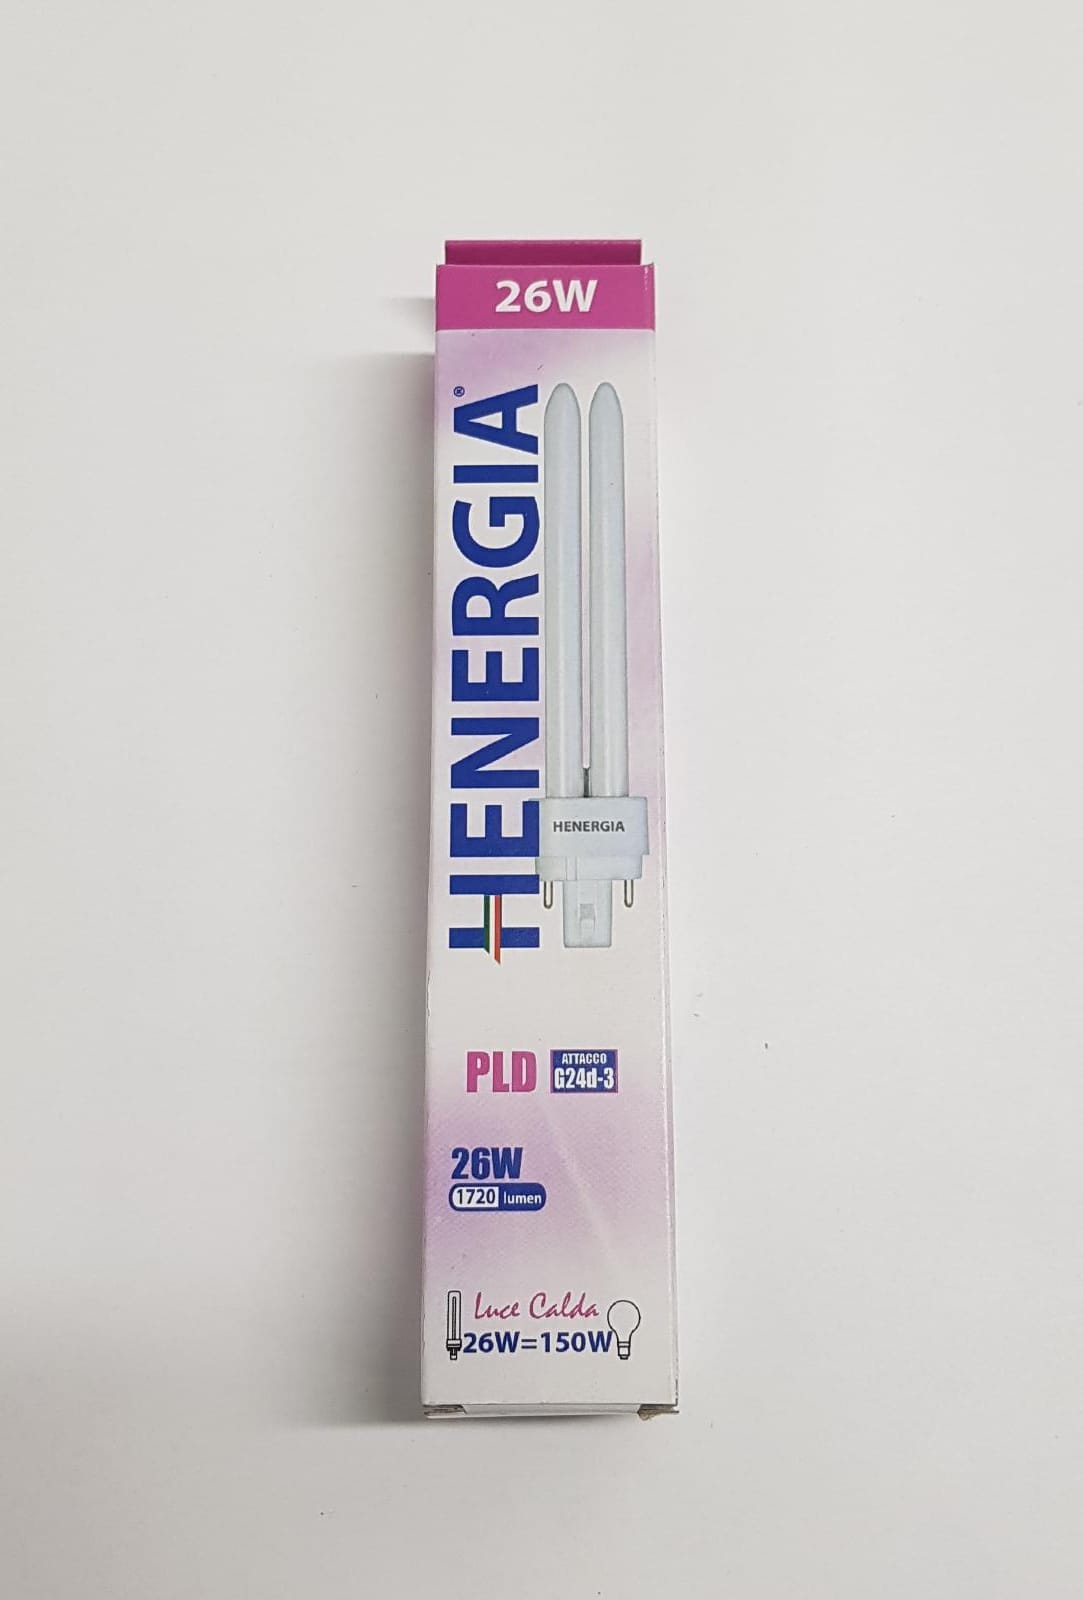 26W
HENERGIA®
HENERGIA
PLD
ATTACCO
G24d-3
26W
1720 lumen
Luce Calda
26W=150W